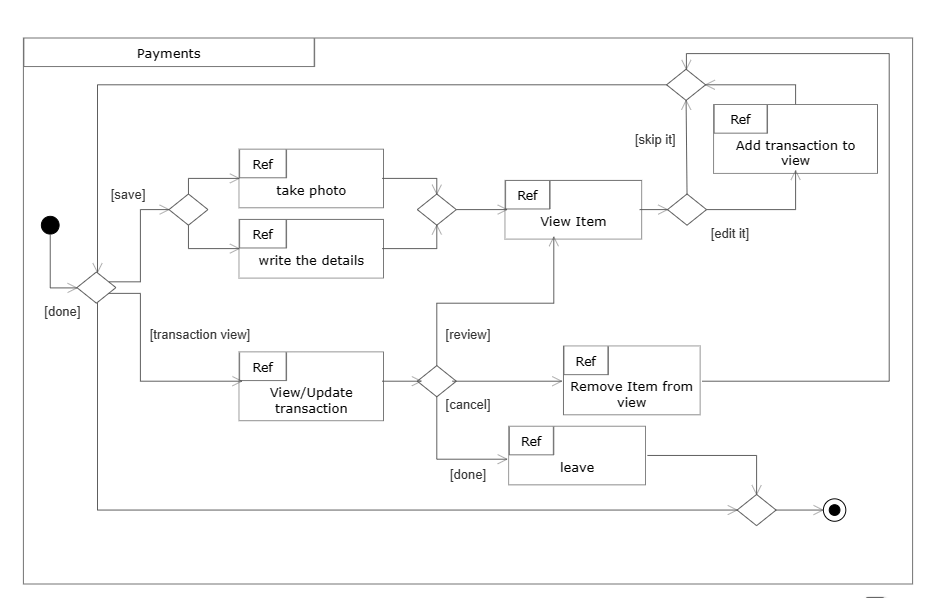 Payments
Ref
Add transaction to
view
[skip it]
Ref
take photo
[save]
Ref
View Item
Ref
write the details
[edit it]
[done]
[transaction view]
[review]
Ref
View/Update
transaction
Ref
Remove Item from
view
[cancel]
Ref
leave
[done]